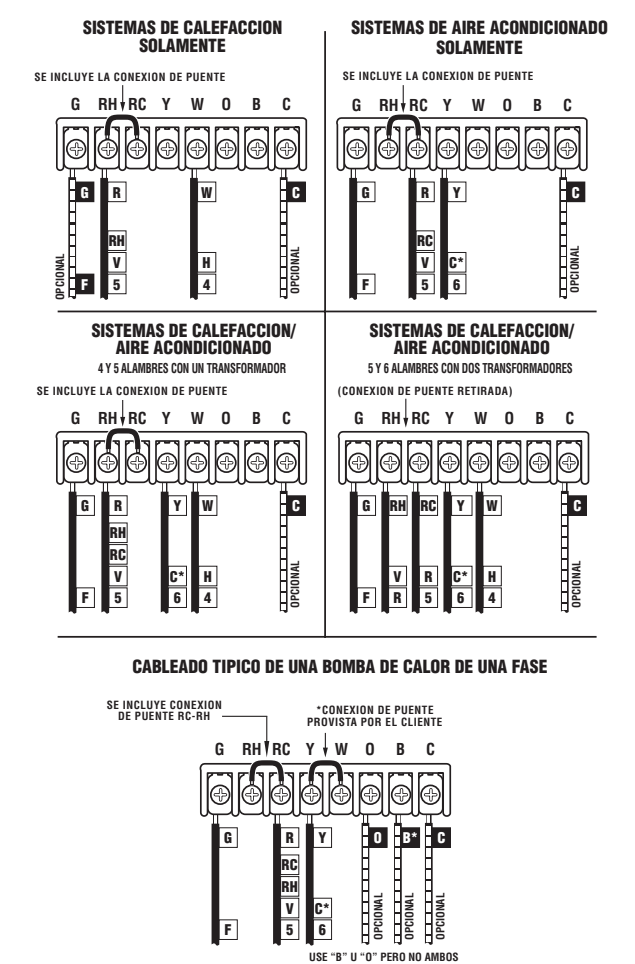 SISTEMAS DE CALEFACCION
SOLAMENTE
SE INCLUYE LA CONEXION DE PUENTE
G RH RC Y W O B C
G R W C
RH
V H
F 5 4
OPCIONAL
OPCIONAL
SISTEMAS DE AIRE ACONDICIONADO
SOLAMENTE
SE INCLUYE LA CONEXION DE PUENTE
G RH RC Y W O B C
G R Y C
RC
V C*
F 5 6
OPCIONAL
SISTEMAS DE CALEFACCION/
AIRE ACONDICIONADO
4 Y 5 ALAMBRES CON UN TRANSFORMADOR
SE INCLUYE LA CONEXION DE PUENTE
G RH RC Y W O B C
G R Y W C
RH
RC
V C* H
F 5 6 4
OPCIONAL
SISTEMAS DE CALEFACCION/
AIRE ACONDICIONADO
5 Y 6 ALAMBRES CON DOS TRANSFORMADORES
(CONEXION DE PUENTE RETIRADA)
G RH RC Y W O B C
G RH RC Y W C
V R C* H
F R 5 6 4
OPCIONAL
CABLEADO TIPICO DE UNA BOMBA DE CALOR DE UNA FASE
SE INCLUYE CONEXION
DE PUENTE RC-RH
*CONEXION DE PUENTE
PROVISTA POR EL CLIENTE
G RH RC Y W O B C
G R Y O B* C
RC
RH
V C*
F 5 6
OPCIONAL
OPCIONAL
OPCIONAL
USE “B” U “O” PERO NO AMBOS